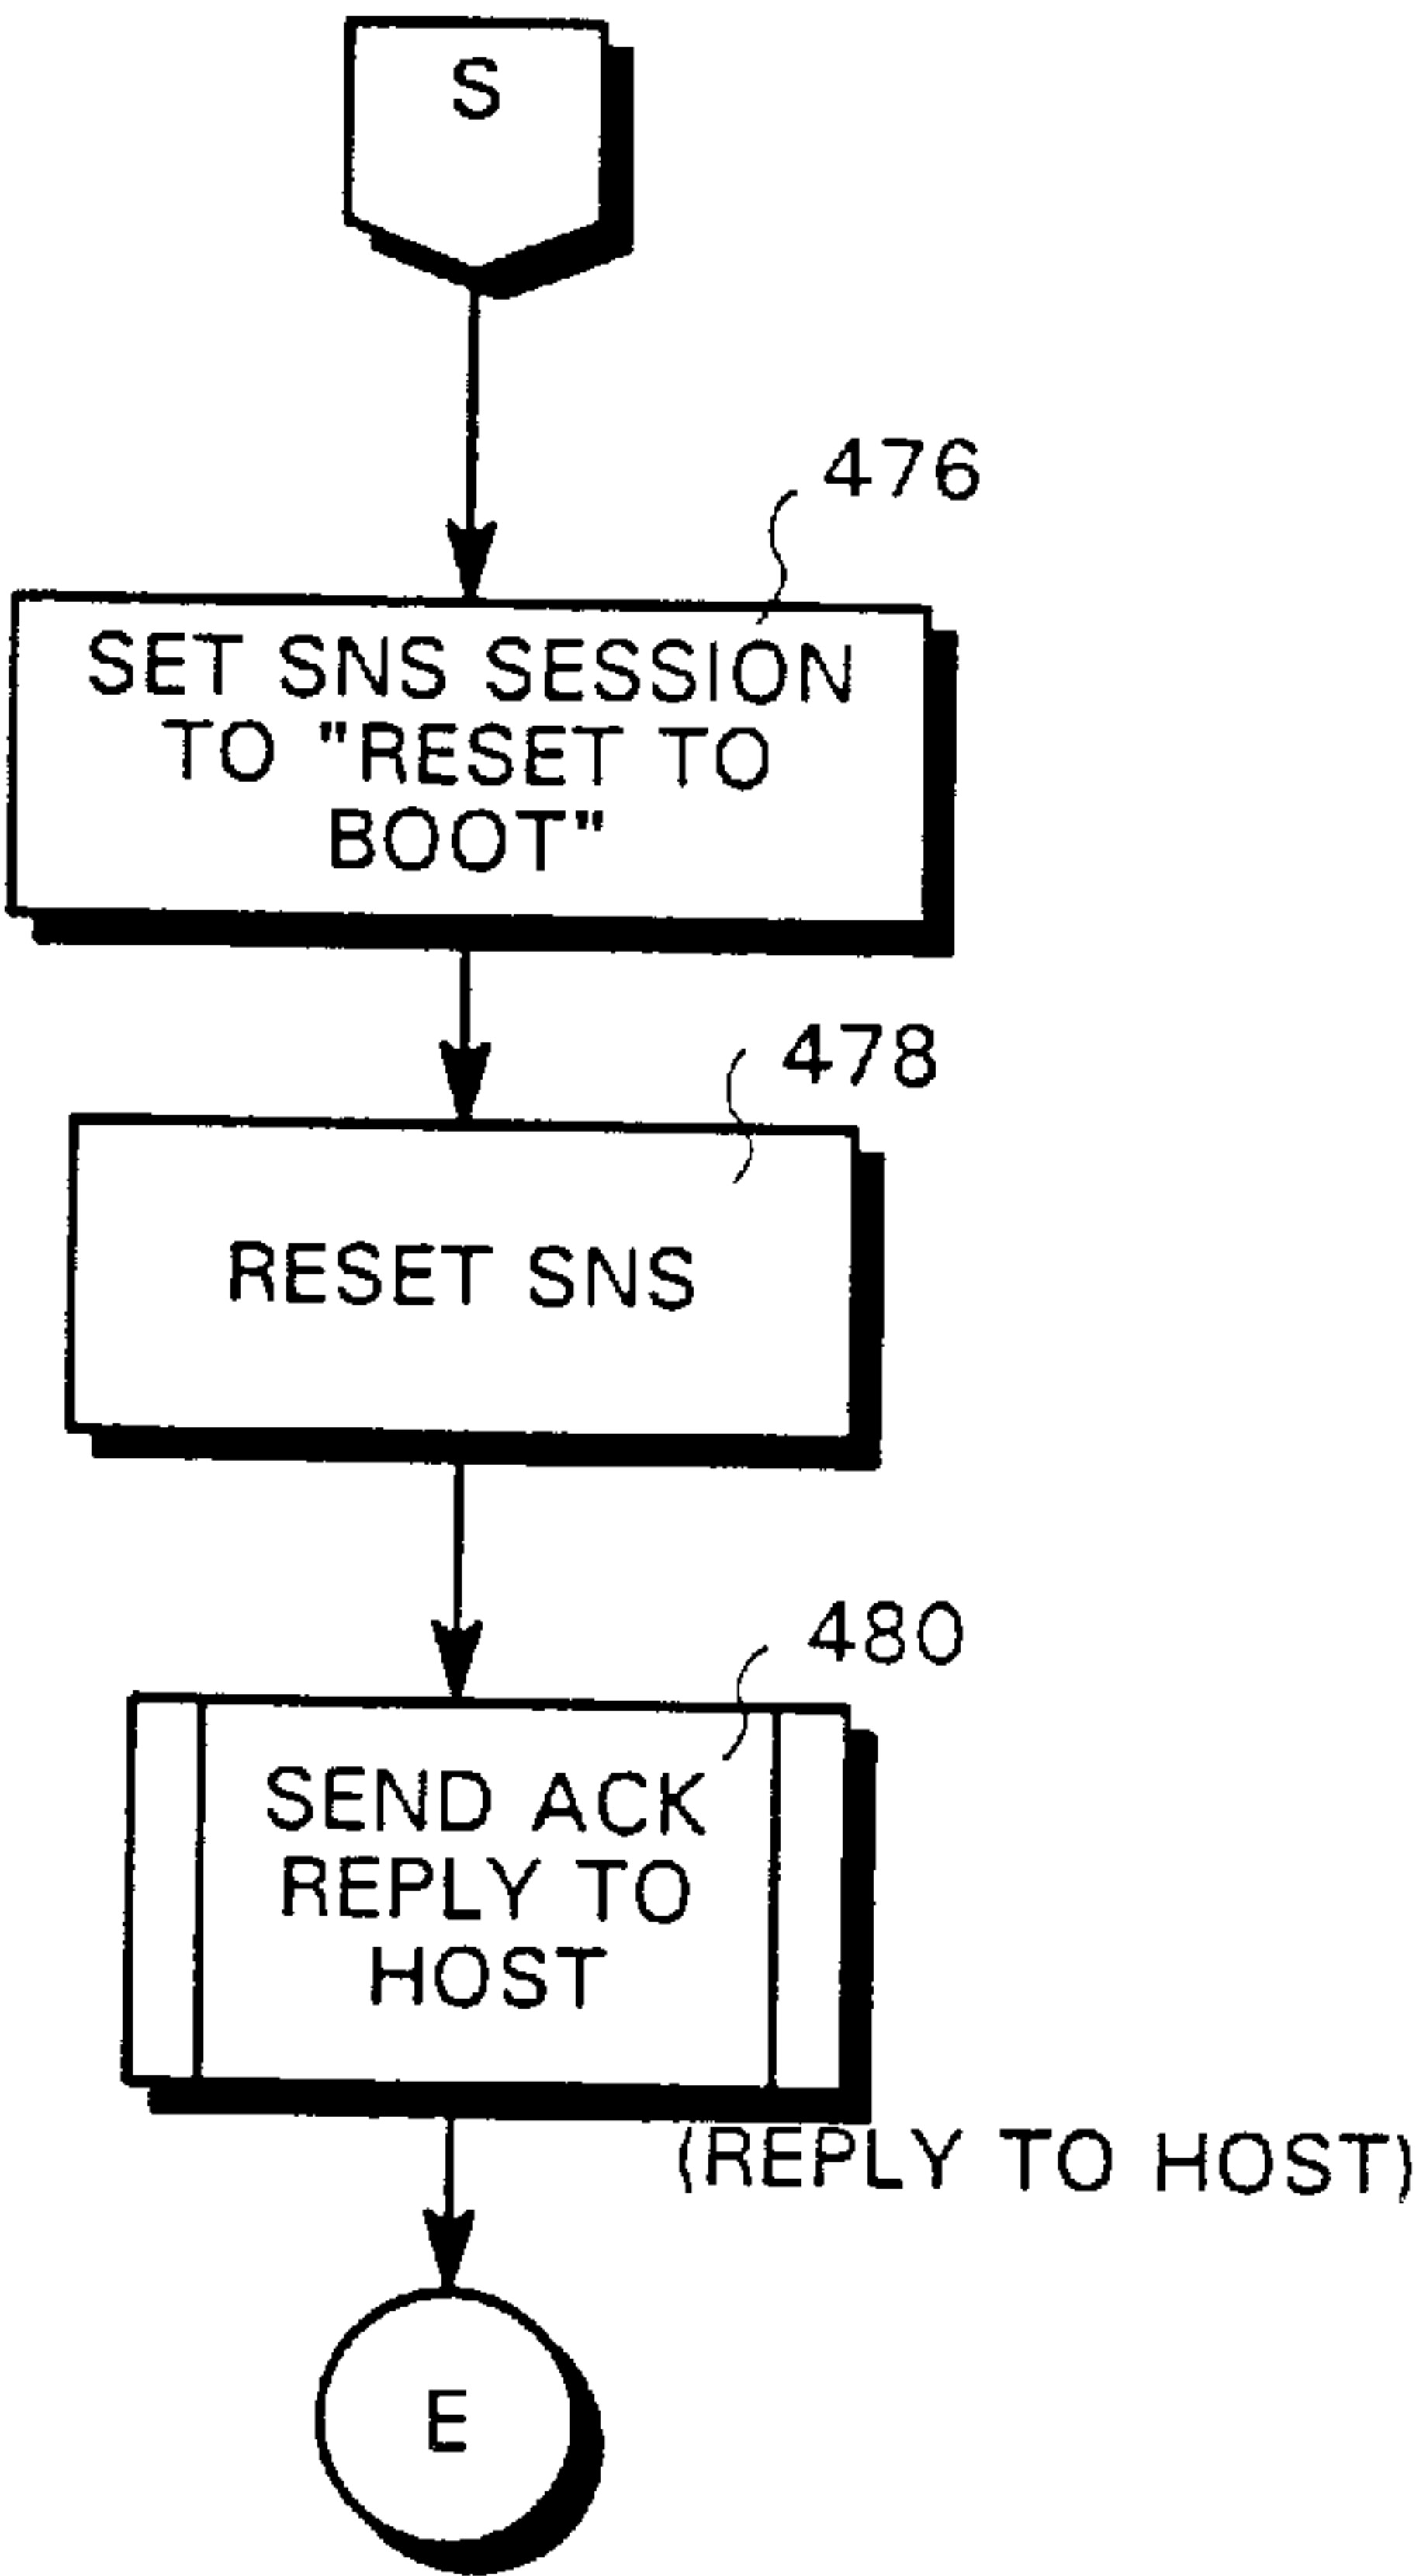 S
476
SET SNS SESSION
TO "RESET TO
BOOT"
478
RESET SNS
480
SEND ACK
REPLY TO
HOST
(REPLY TO HOST)
E